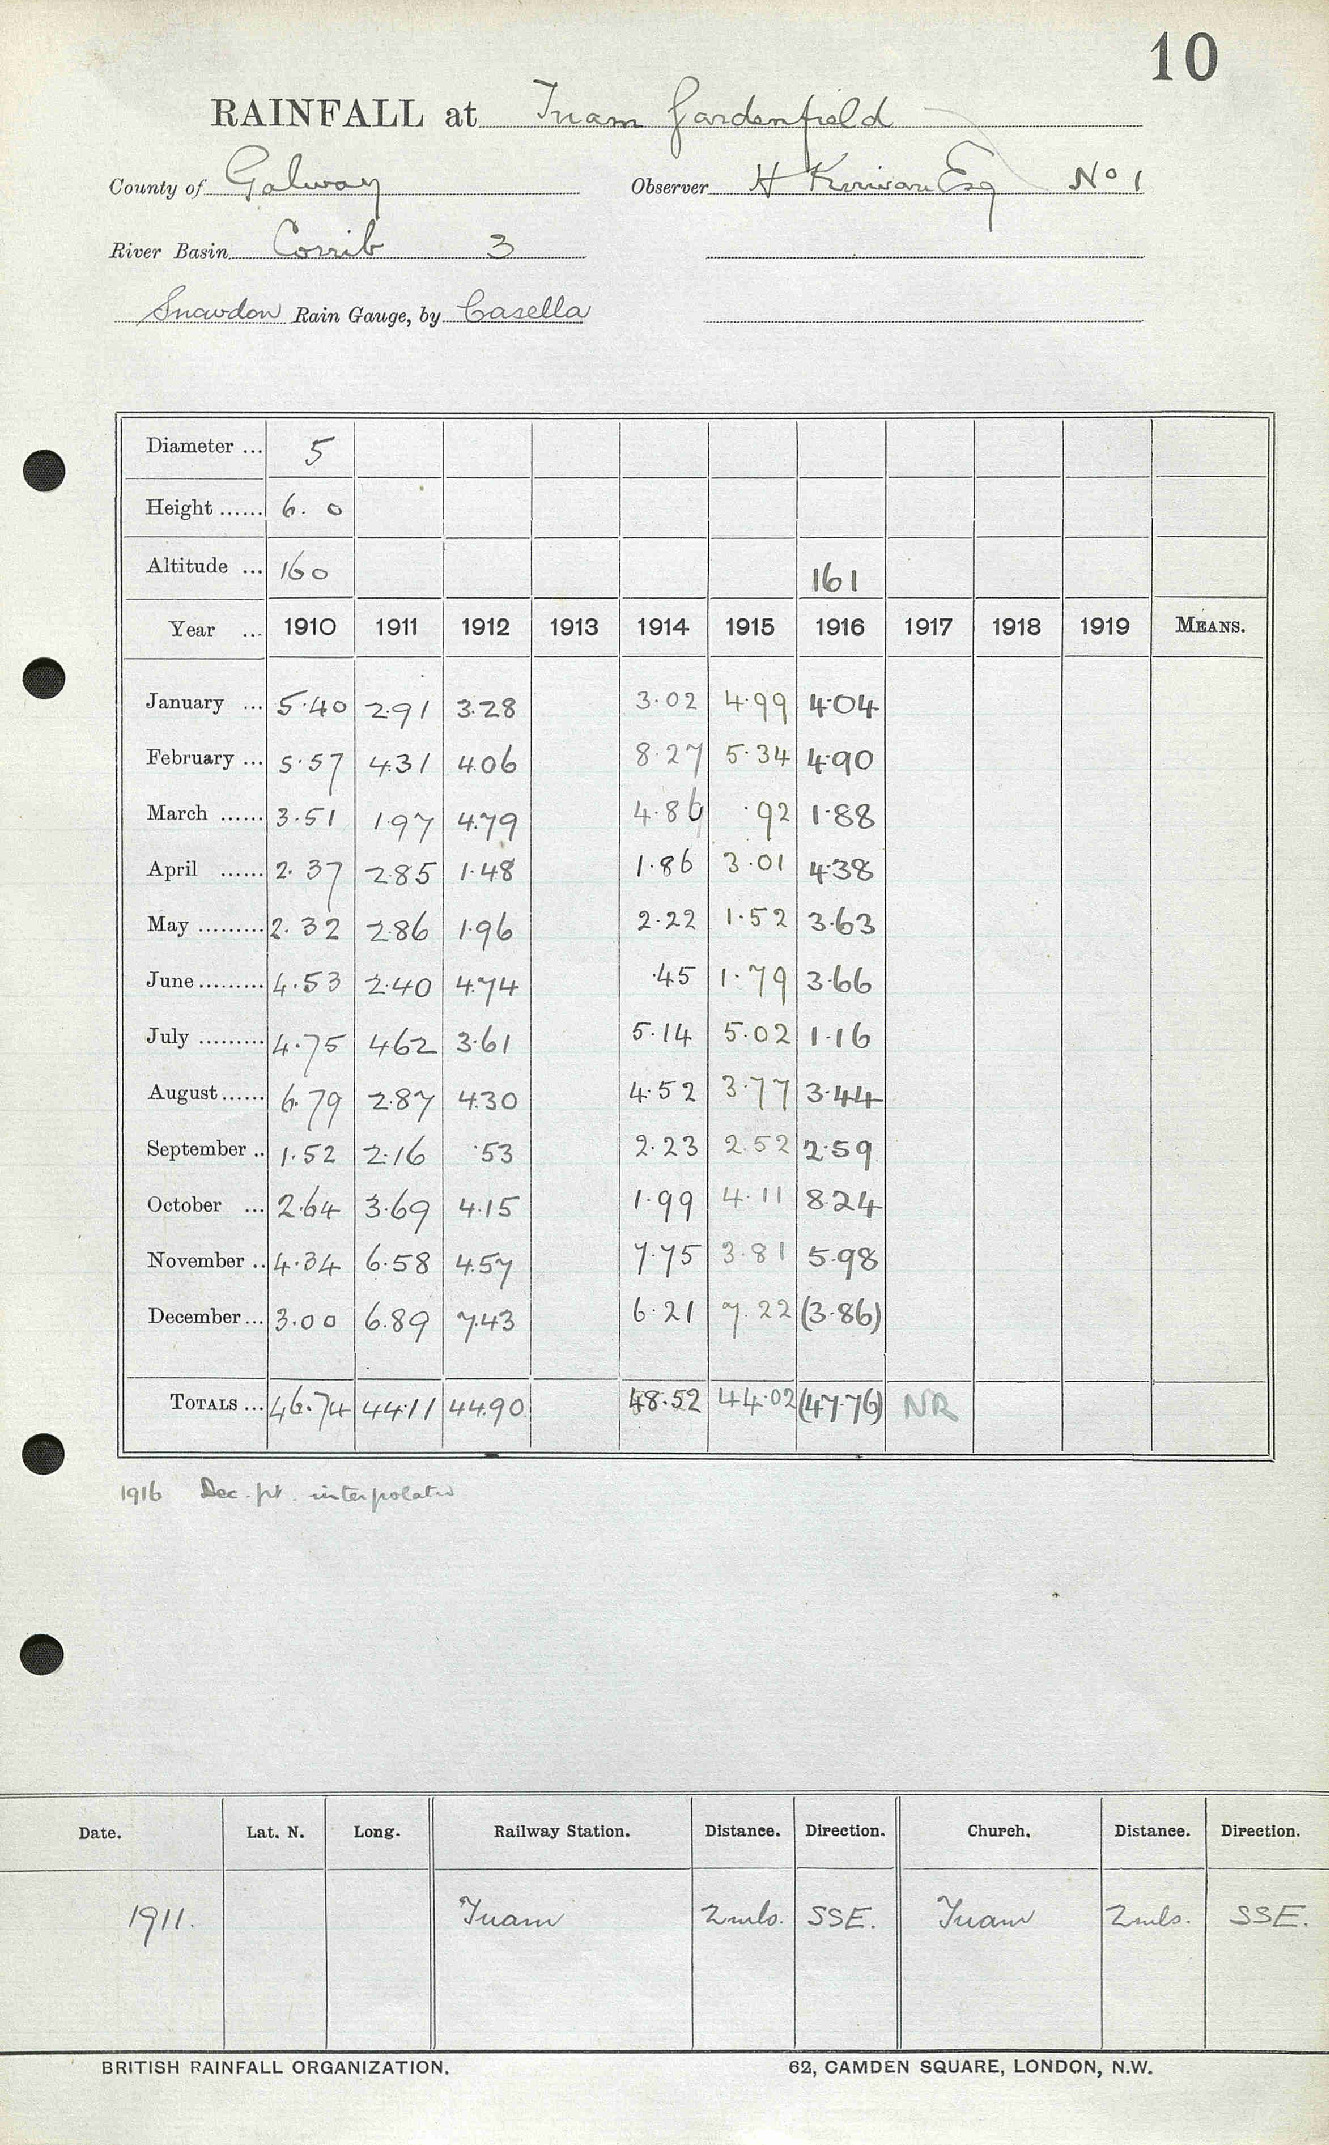 10
RAINFALL at Tuam Gardenfield
County of Galway Observer H Kirwan Esq No 1
River Basin Corrib 3
Snowdon Rain Gauge, by Casella
Diameter ... 5
Height ...... 6. 0
Altitude ... 160 161
Year ... 1910 1911 1912 1913 1914 1915 1916 1917 1918 1919 MEANS.
January ... 5.40 2.91 3.28 3.02 4.99 4.04
February ... 5.57 4.31 4.06 8.27 5.34 4.90
March ...... 3.51 1.97 4.79 4.86 .92 1.88
April ...... 2.37 2.85 1.48 1.86 3.01 4.38
May ......... 2.32 2.86 1.96 2.22 1.52 3.63
June ......... 4.53 2.40 4.74 .45 1.79 3.66
July ......... 4.75 4.62 3.61 5.14 5.02 1.16
August ...... 6.79 2.87 4.30 4.52 3.77 3.44
September .. 1.52 2.16 .53 2.23 2.52 2.59
October ... 2.64 3.69 4.15 1.99 4.11 8.24
November .. 4.34 6.58 4.57 7.75 3.81 5.98
December ... 3.00 6.89 7.43 6.21 7.22 (3.86)
TOTALS ... 46.74 44.11 44.90 48.52 44.02 (47.76) NR
1916 Dec. pt. interpolated
Date. Lat. N. Long. Railway Station. Distance. Direction. Church. Distance. Direction.
1911. Tuam 2 mls. SSE. Tuam 2 mls. SSE.
BRITISH RAINFALL ORGANIZATION. 62, CAMDEN SQUARE, LONDON, N.W.